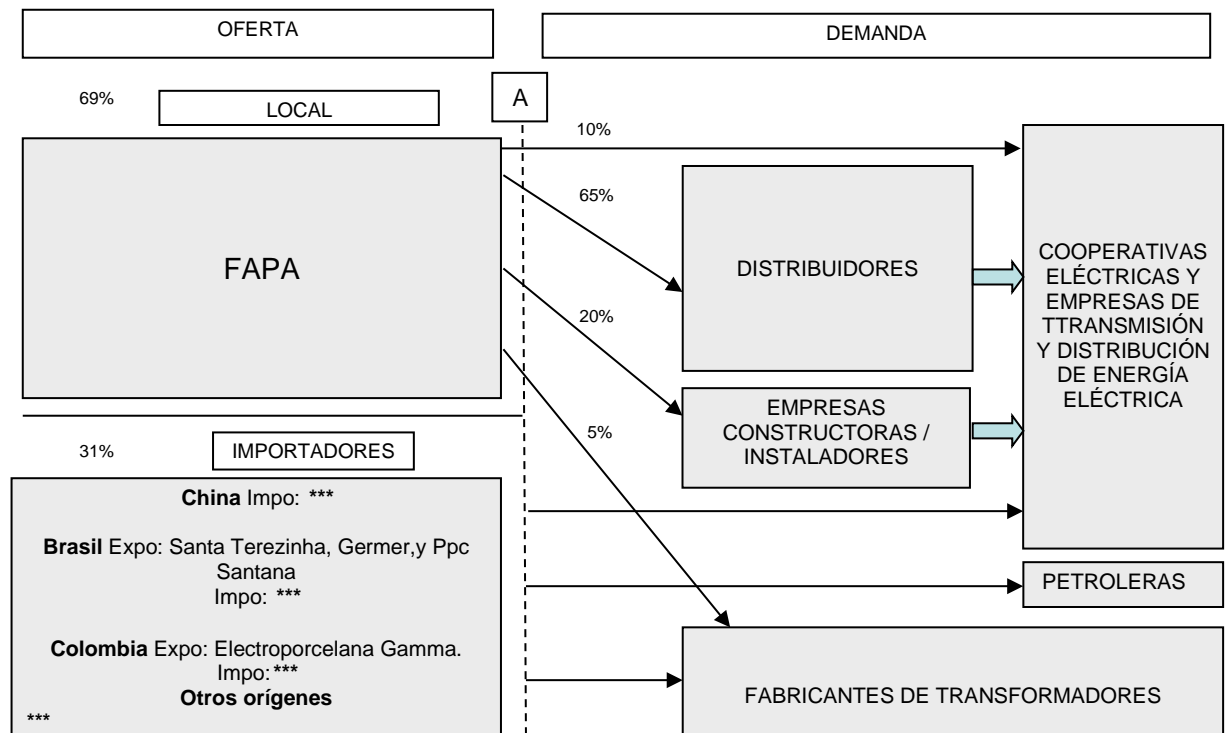 OFERTA
DEMANDA
69%
LOCAL
A
10%
FAPA
65%
DISTRIBUIDORES
20%
EMPRESAS
CONSTRUCTORAS /
INSTALADORES
5%
COOPERATIVAS
ELÉCTRICAS Y
EMPRESAS DE
TTRANSMISIÓN
Y DISTRIBUCIÓN
DE ENERGÍA
ELÉCTRICA
31%
IMPORTADORES
China Impo: ***
Brasil Expo: Santa Terezinha, Germer,y Ppc
Santana
Impo: ***
Colombia Expo: Electroporcelana Gamma.
Impo: ***
Otros orígenes
***
PETROLERAS
FABRICANTES DE TRANSFORMADORES